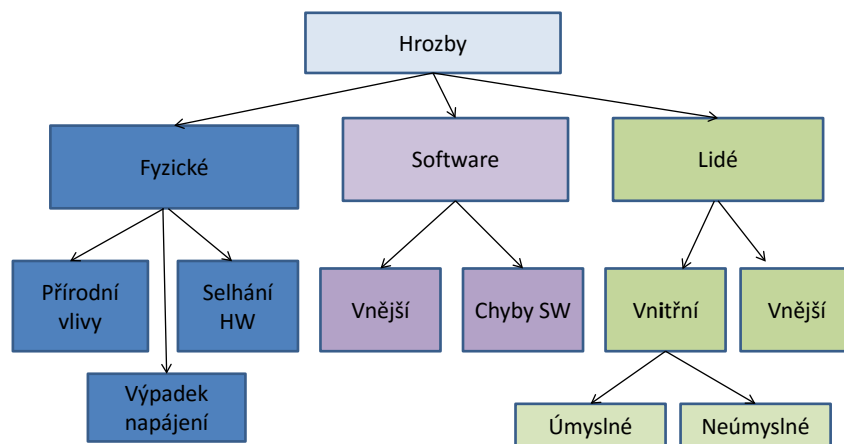 Hrozby
Fyzické
Software
Lidé
Přírodní
vlivy
Selhání
HW
Vnější
Chyby SW
Vnitřní
Vnější
Výpadek
napájení
Úmyslné
Neúmyslné